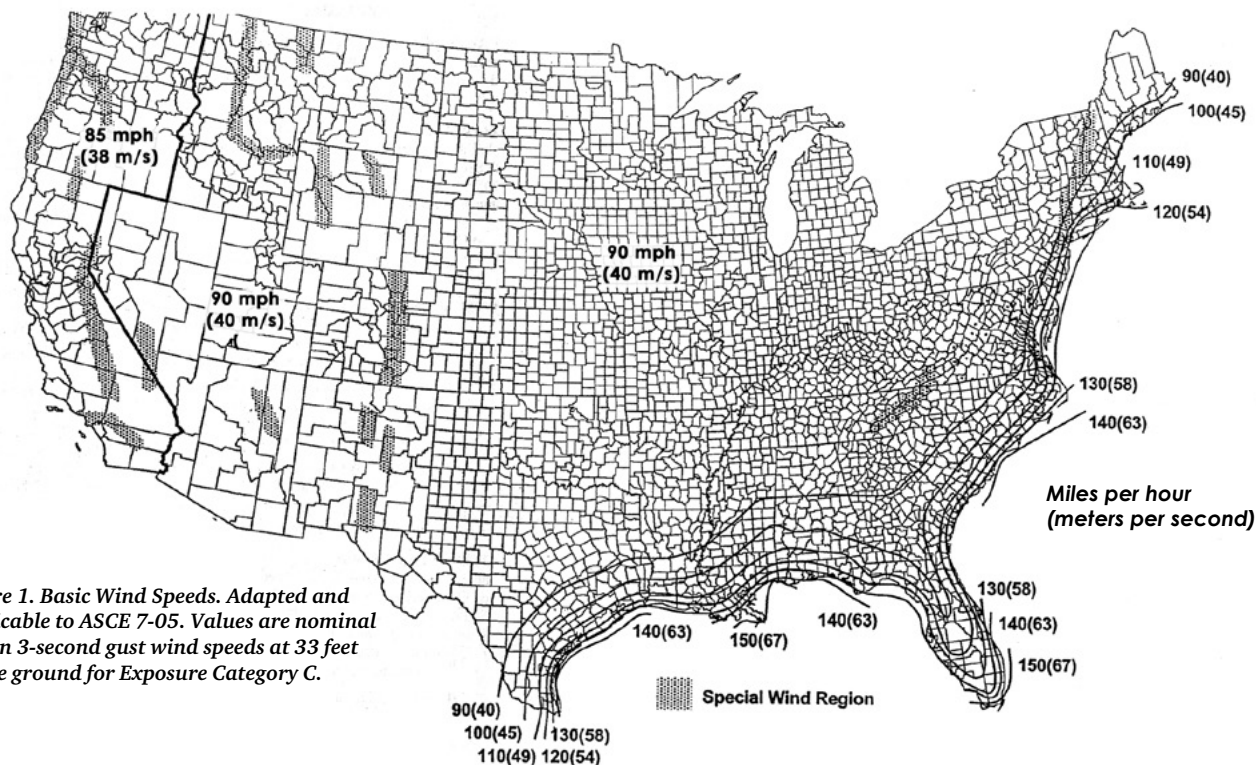 90(40)
100(45)
110(49)
120(54)
85 mph
(38 m/s)
90 mph
(40 m/s)
90 mph
(40 m/s)
130(58)
140(63)
Miles per hour
(meters per second)
re 1. Basic Wind Speeds. Adapted and
icable to ASCE 7-05. Values are nominal
n 3-second gust wind speeds at 33 feet
e ground for Exposure Category C.
130(58)
140(63)
150(67)
140(63)
150(67)
140(63)
Special Wind Region
90(40)
100(45)
110(49)
120(54)
130(58)